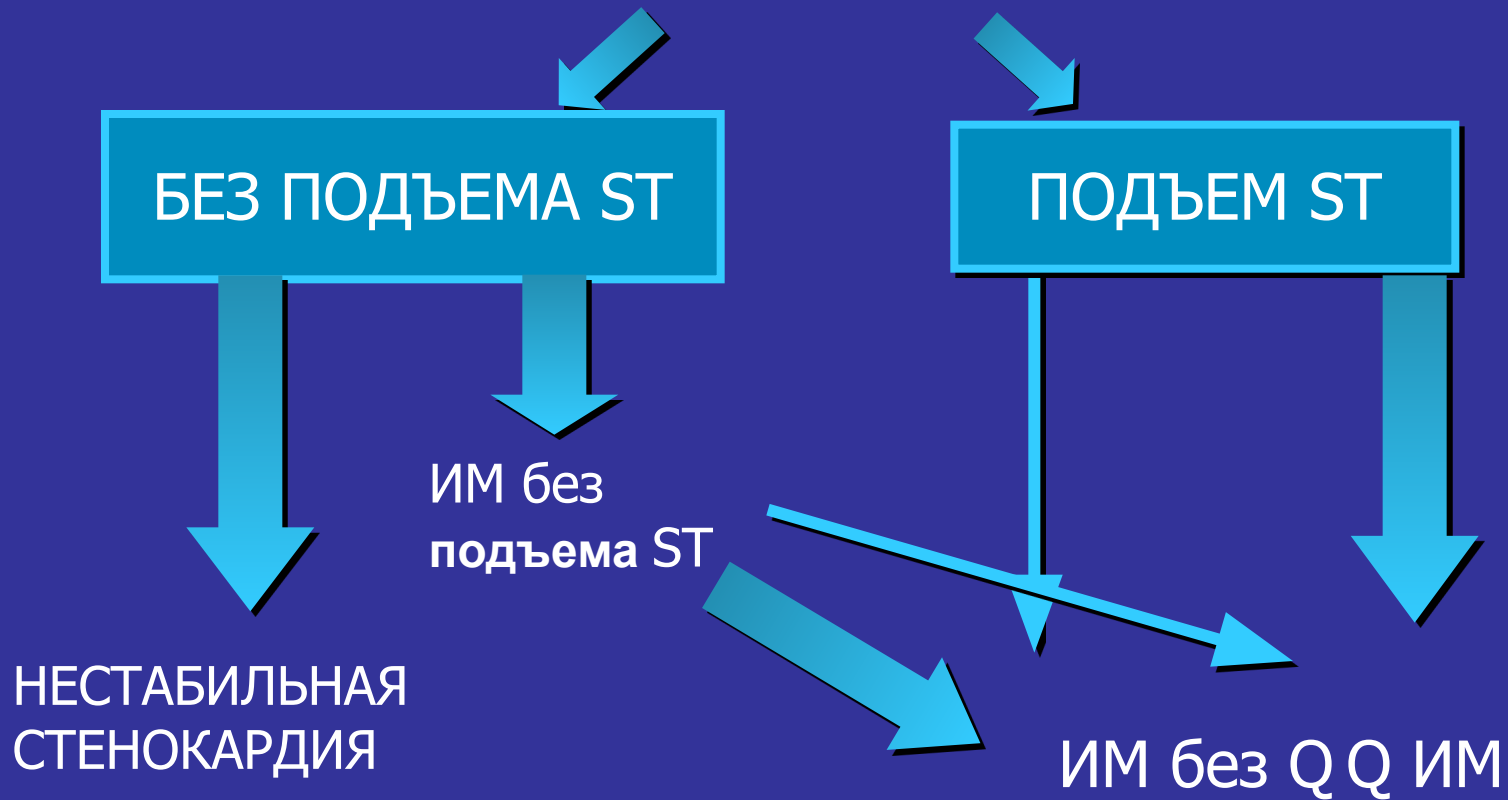 БЕЗ ПОДЪЕМА ST
ПОДЪЕМ ST
ИМ без
подъема ST
НЕСТАБИЛЬНАЯ
СТЕНОКАРДИЯ
ИМ без Q Q ИМ